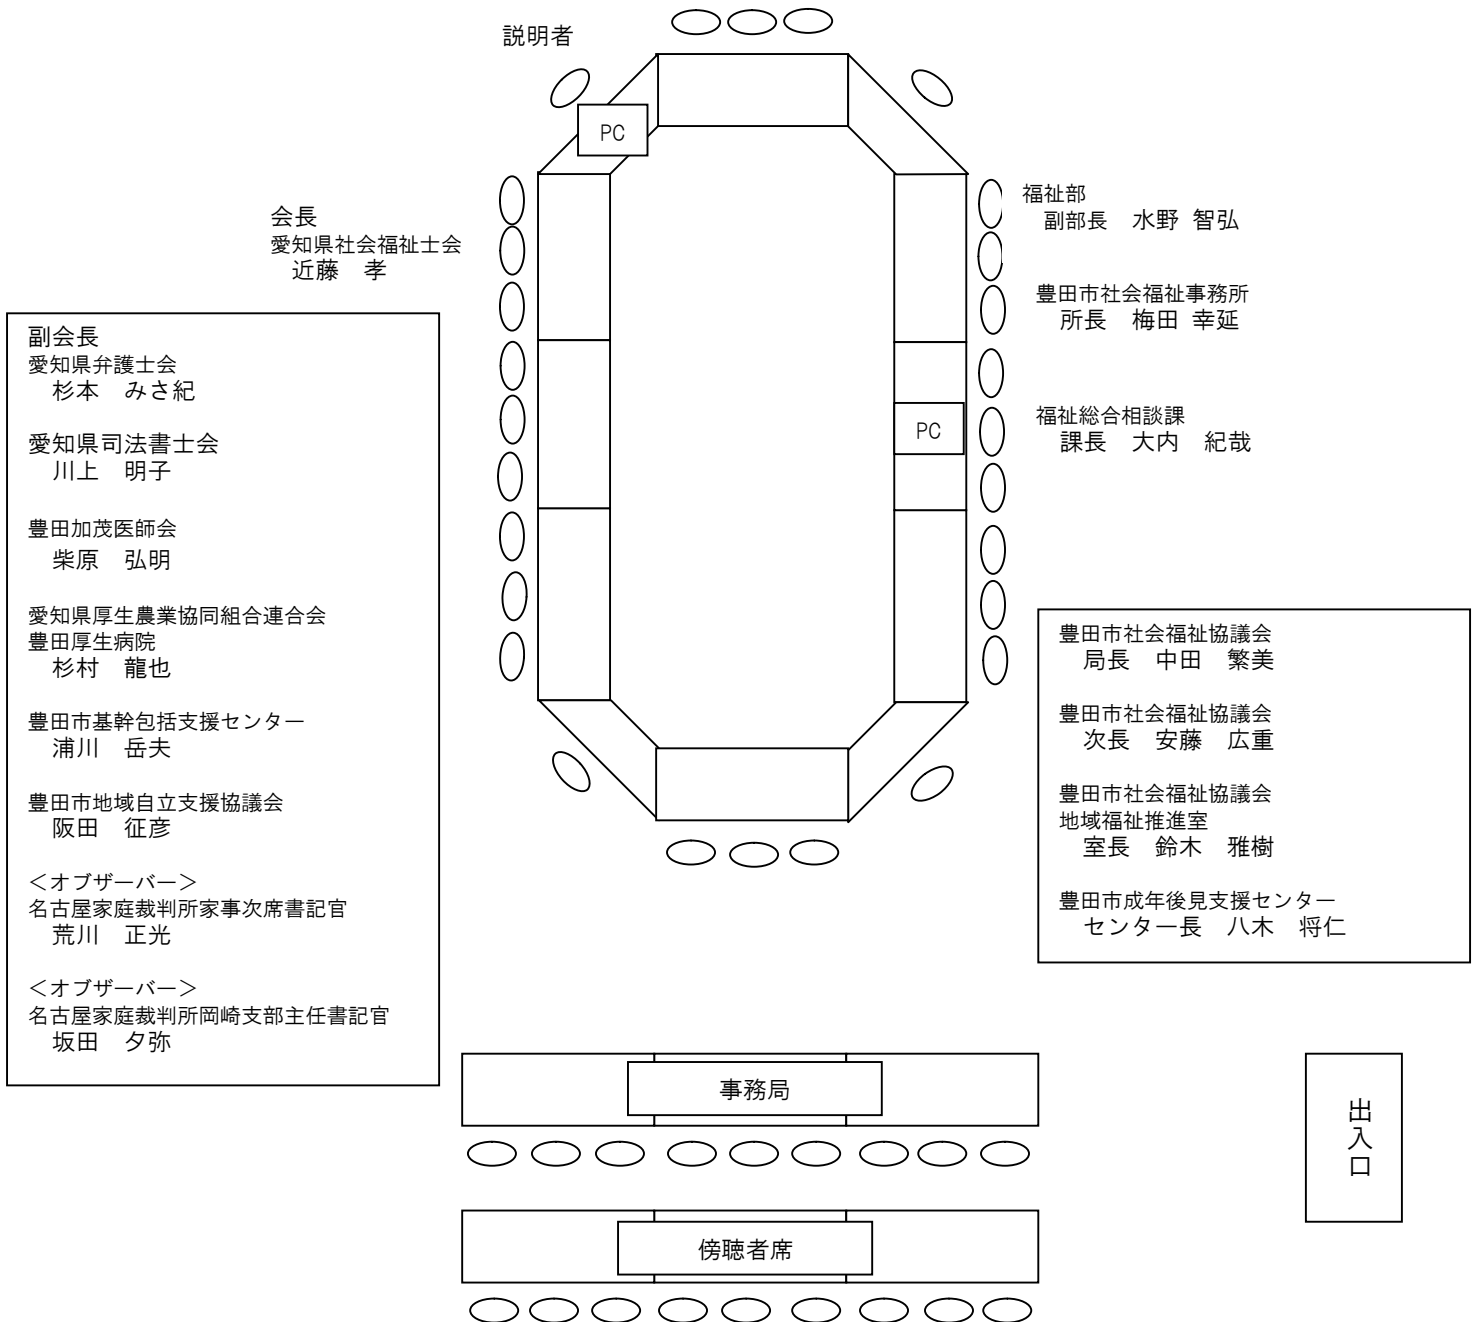 説明者
PC
会長
愛知県社会福祉士会
近藤　孝
副会長
愛知県弁護士会
杉本　みさ紀
愛知県司法書士会
川上　明子
豊田加茂医師会
柴原　弘明
愛知県厚生農業協同組合連合会
豊田厚生病院
杉村　龍也
豊田市基幹包括支援センター
浦川　岳夫
豊田市地域自立支援協議会
阪田　征彦
＜オブザーバー＞
名古屋家庭裁判所家事次席書記官
荒川　正光
＜オブザーバー＞
名古屋家庭裁判所岡崎支部主任書記官
坂田　夕弥
福祉部
副部長　水野 智弘
豊田市社会福祉事務所
所長　梅田 幸延
PC
福祉総合相談課
課長　大内　紀哉
豊田市社会福祉協議会
局長　中田　繁美
豊田市社会福祉協議会
次長　安藤　広重
豊田市社会福祉協議会
地域福祉推進室
室長　鈴木　雅樹
豊田市成年後見支援センター
センター長　八木　将仁
事務局
出入口
傍聴者席